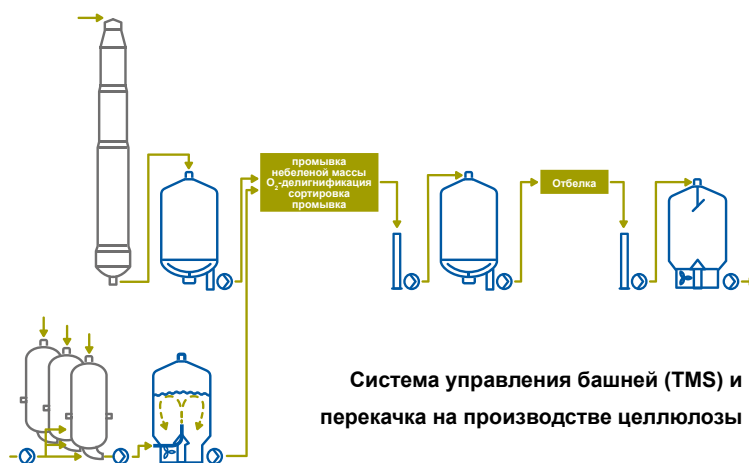 промывка
небеленой массы
O₂-делигнификация
сортировка
промывка
Отбелка
Система управления башней (TMS) и
перекачка на производстве целлюлозы